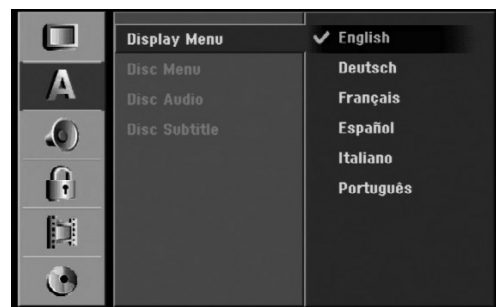 A
Display Menu
Disc Menu
Disc Audio
Disc Subtitle
✔ English
Deutsch
Français
Español
Italiano
Português